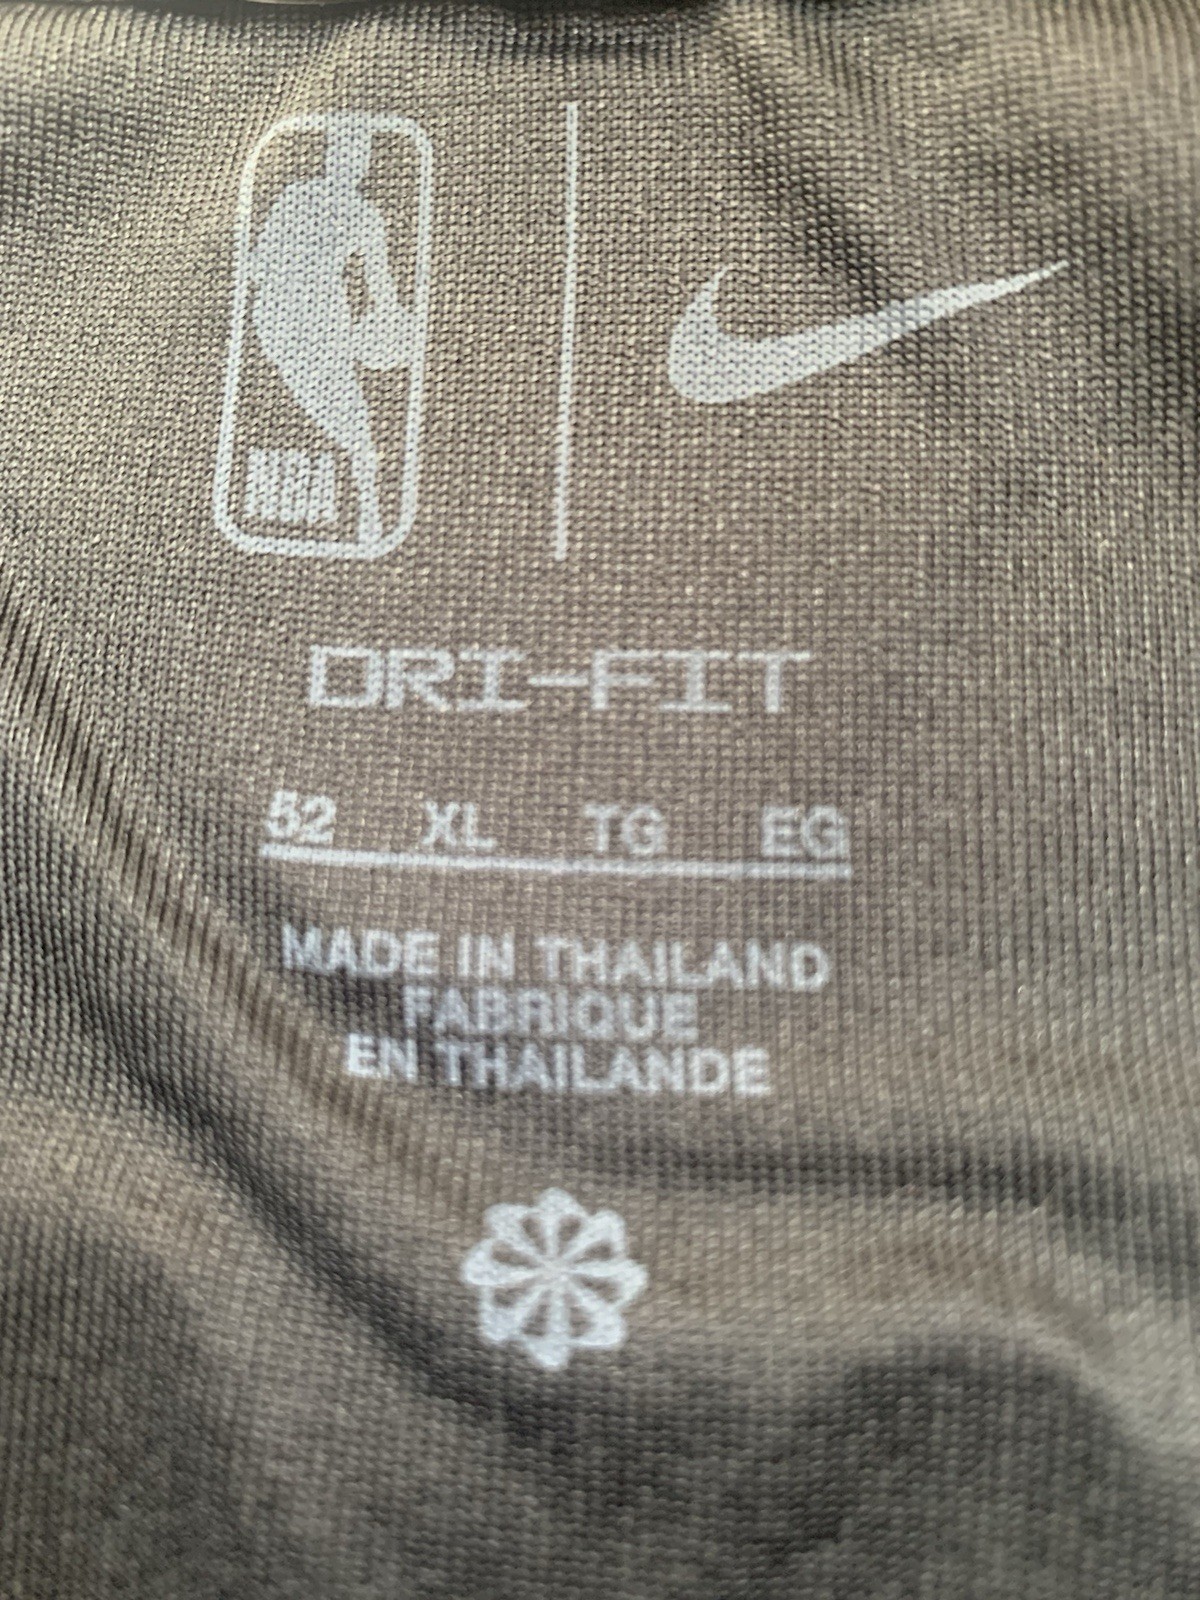 NBA
DRI-FIT
52 XL TG EG
MADE IN THAILAND
FABRIQUE
EN THAILANDE